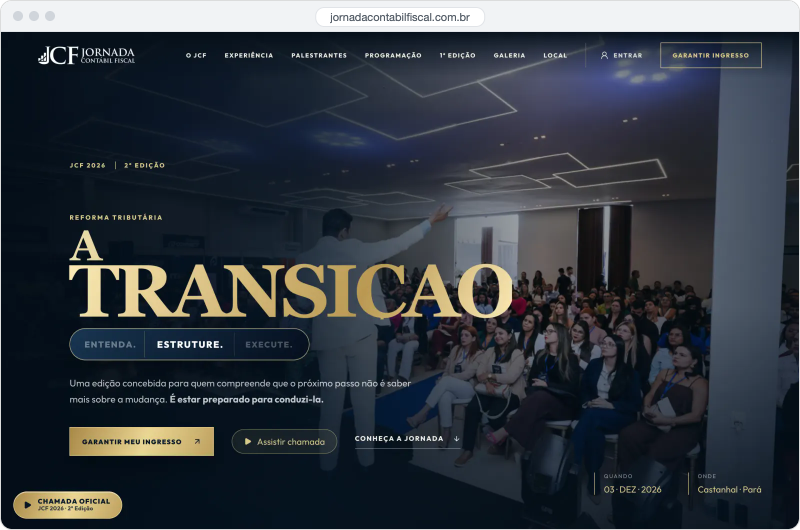 jornadacontabilfiscal.com.br
JCF JORNADA CONTÁBIL FISCAL
O JCF
EXPERIÊNCIA
PALESTRANTES
PROGRAMAÇÃO
1ª EDIÇÃO
GALERIA
LOCAL
ENTRAR
GARANTIR INGRESSO
JCF 2026 | 2ª EDIÇÃO
REFORMA TRIBUTÁRIA
A
TRANSICAO
ENTENDA. ESTRUTURE. EXECUTE.
Uma edição concebida para quem compreende que o próximo passo não é saber
mais sobre a mudança. É estar preparado para conduzi-la.
GARANTIR MEU INGRESSO ↗
Assistir chamada
CONHEÇA A JORNADA ↓
QUANDO
03 · DEZ · 2026
ONDE
Castanhal · Pará
CHAMADA OFICIAL
JCF 2026 · 2ª Edição